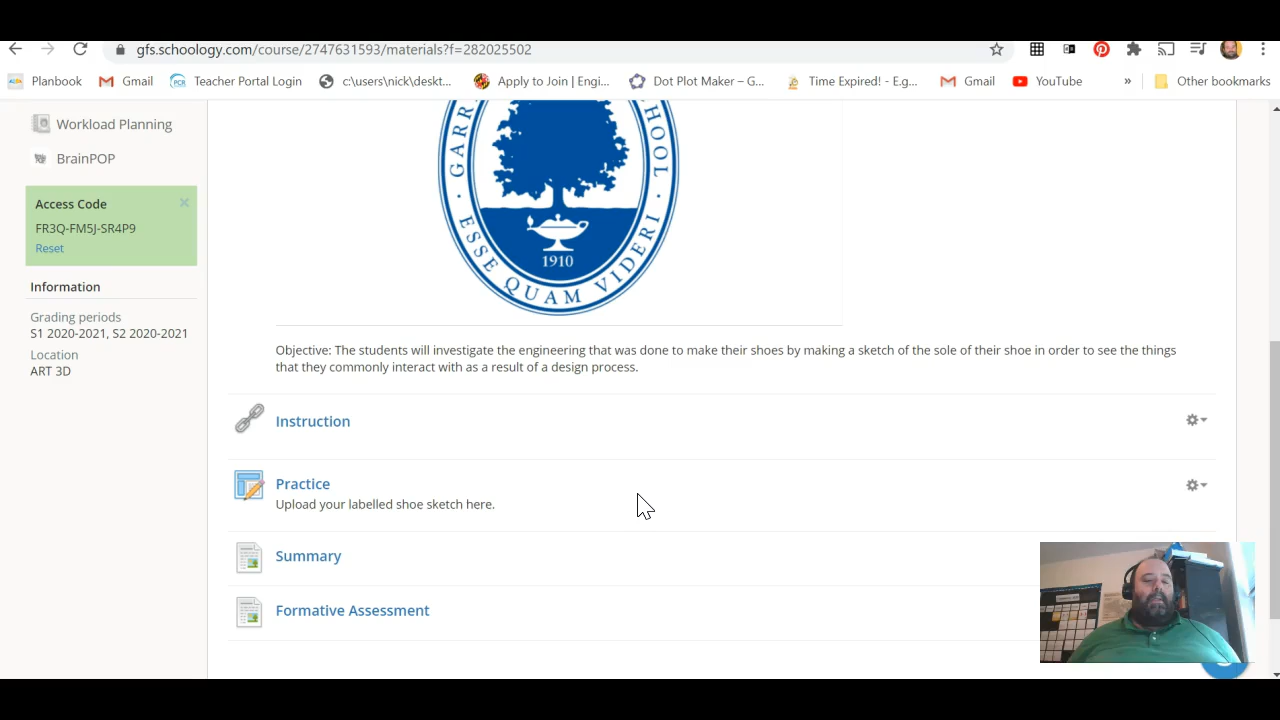 gfs.schoology.com/course/2747631593/materials?f=282025502
Planbook Gmail Teacher Portal Login c:\users\nick\deskt... Apply to Join | Engi... Dot Plot Maker – G... Time Expired! - E.g... Gmail YouTube » Other bookmarks
Workload Planning
BrainPOP
Access Code
FR3Q-FM5J-SR4P9
Reset
Information
Grading periods
S1 2020-2021, S2 2020-2021
Location
ART 3D
1910
ESSE QUAM VIDERI
Objective: The students will investigate the engineering that was done to make their shoes by making a sketch of the sole of their shoe in order to see the things
that they commonly interact with as a result of a design process.
Instruction
Practice
Upload your labelled shoe sketch here.
Summary
Formative Assessment